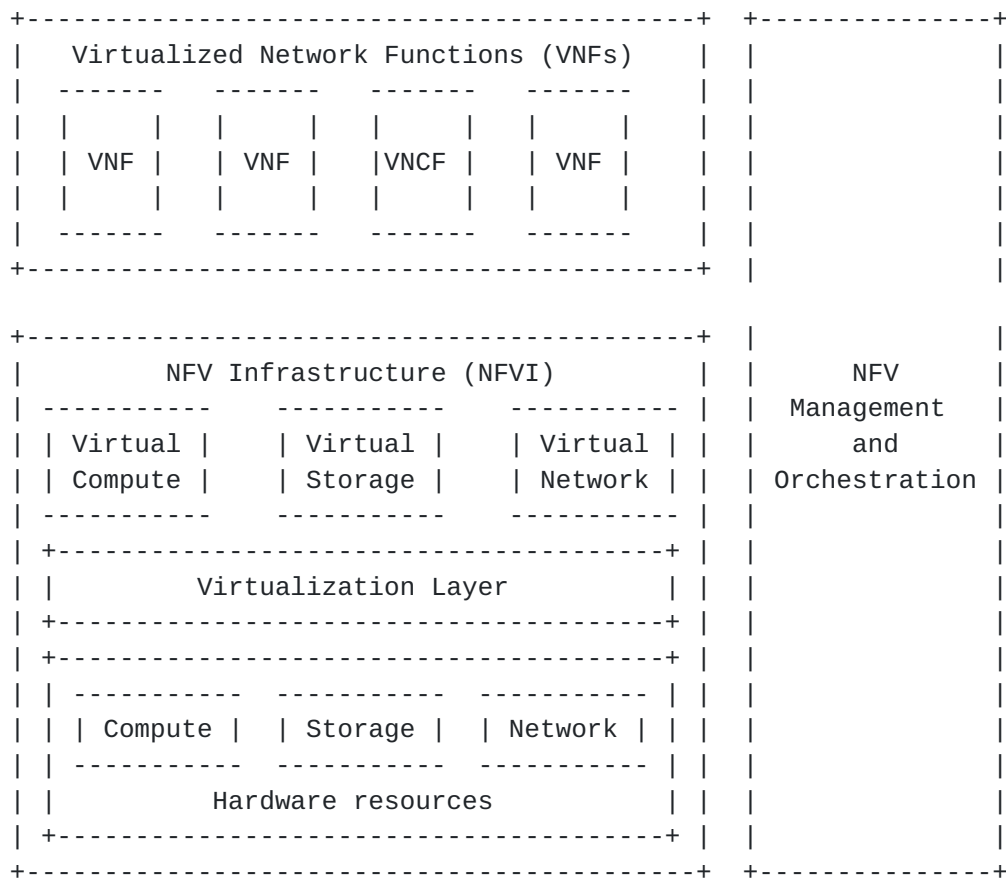 Virtualized Network Functions (VNFs)
VNF VNF VNCF VNF
NFV Infrastructure (NFVI) NFV
Management
Virtual Virtual Virtual and
Compute Storage Network Orchestration
Virtualization Layer
Compute Storage Network
Hardware resources